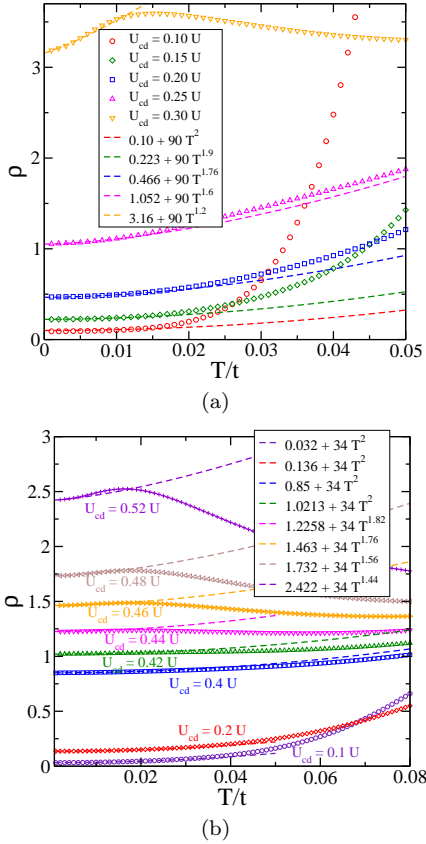 3
2
1
0
ρ
U_cd = 0.10 U
U_cd = 0.15 U
U_cd = 0.20 U
U_cd = 0.25 U
U_cd = 0.30 U
0.10 + 90 T^2
0.223 + 90 T^1.9
0.466 + 90 T^1.76
1.052 + 90 T^1.6
3.16 + 90 T^1.2
0 0.01 0.02 0.03 0.04 0.05
T/t
(a)
3
2.5
2
1.5
1
0.5
0
ρ
0.032 + 34 T^2
0.136 + 34 T^2
0.85 + 34 T^2
1.0213 + 34 T^2
1.2258 + 34 T^1.82
1.463 + 34 T^1.76
1.732 + 34 T^1.56
2.422 + 34 T^1.44
U_cd = 0.52 U
U_cd = 0.48 U
U_cd = 0.46 U
U_cd = 0.44 U
U_cd = 0.42 U
U_cd = 0.4 U
U_cd = 0.2 U
U_cd = 0.1 U
0.02 0.04 0.06 0.08
T/t
(b)